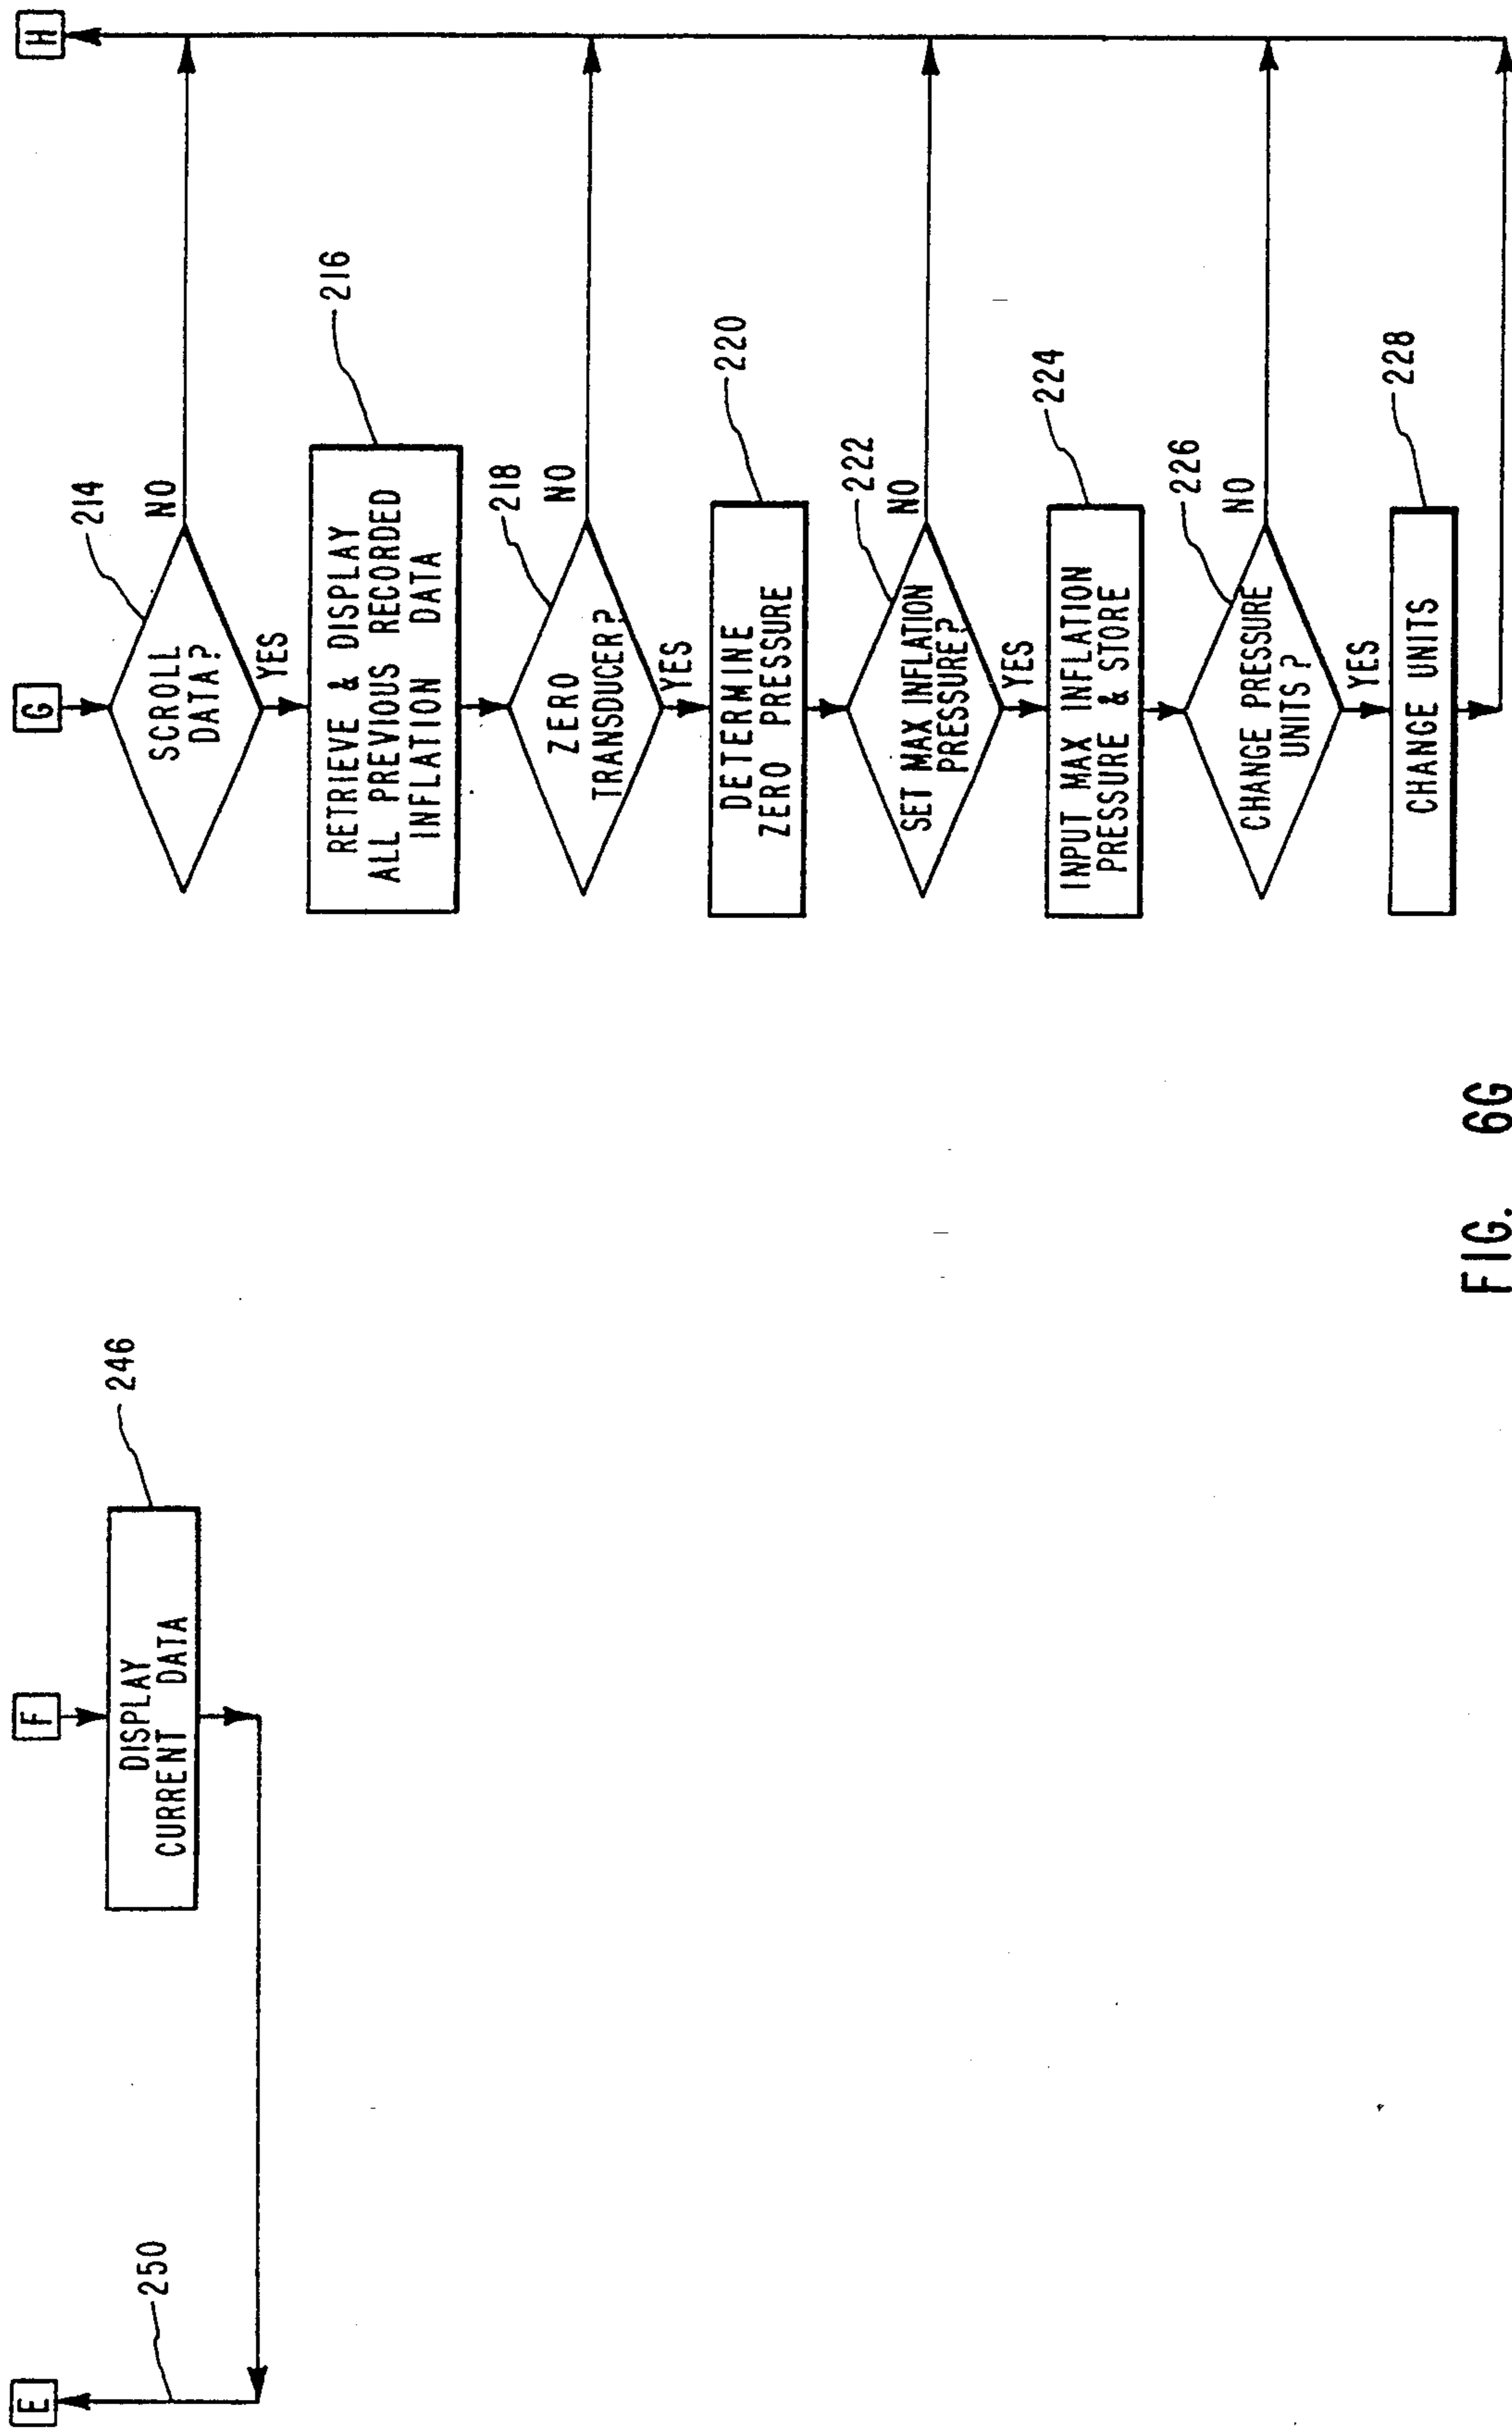 E
250
F
DISPLAY
CURRENT DATA
246
G
SCROLL
DATA?
214
NO
YES
RETRIEVE & DISPLAY
ALL PREVIOUS RECORDED
INFLATION DATA
216
ZERO
TRANSDUCER?
218
NO
YES
DETERMINE
ZERO PRESSURE
220
SET MAX INFLATION
PRESSURE?
222
NO
YES
INPUT MAX INFLATION
PRESSURE & STORE
224
CHANGE PRESSURE
UNITS?
226
NO
YES
CHANGE UNITS
228
H
FIG. 6G